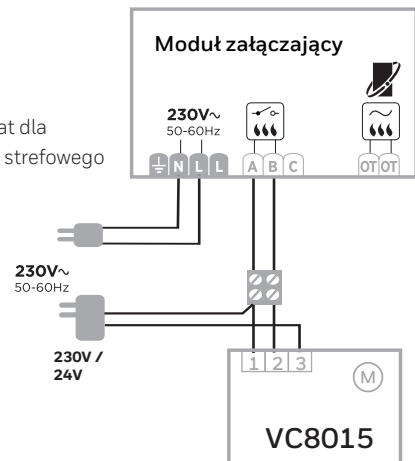 Moduł załączający
at dla
strefowego
230V~
50-60Hz
N L L A B C OT OT
230V~
50-60Hz
230V /
24V
1 2 3
M
VC8015